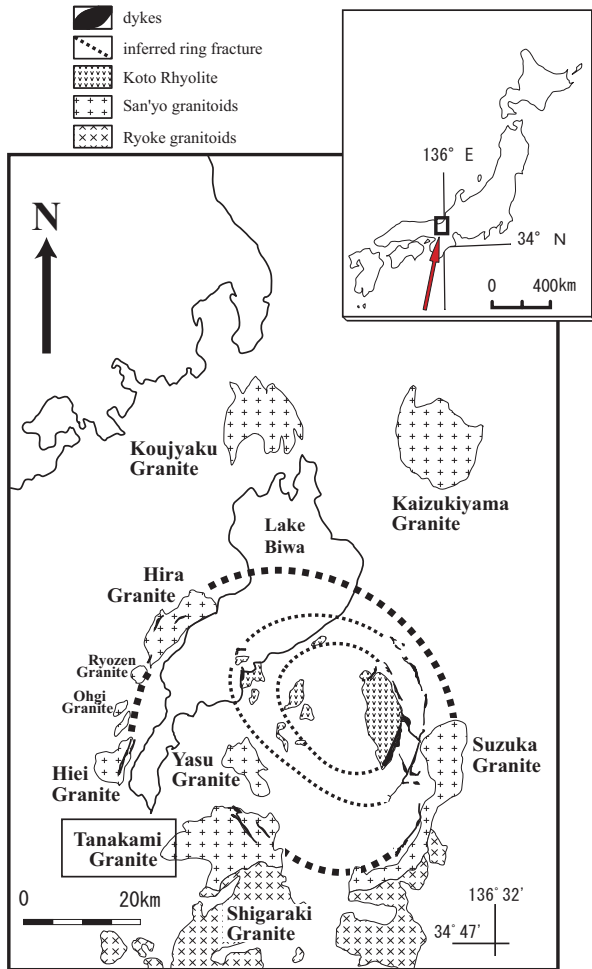 dykes
inferred ring fracture
Koto Rhyolite
San'yo granitoids
Ryoke granitoids
136° E
34° N
0 400km
N
Koujyaku
Granite
Kaizukiyama
Granite
Lake
Biwa
Hira
Granite
Ryozen
Granite
Ohgi
Granite
Hiei
Granite
Yasu
Granite
Suzuka
Granite
Tanakami
Granite
0 20km
Shigaraki
Granite
136° 32'
34° 47'